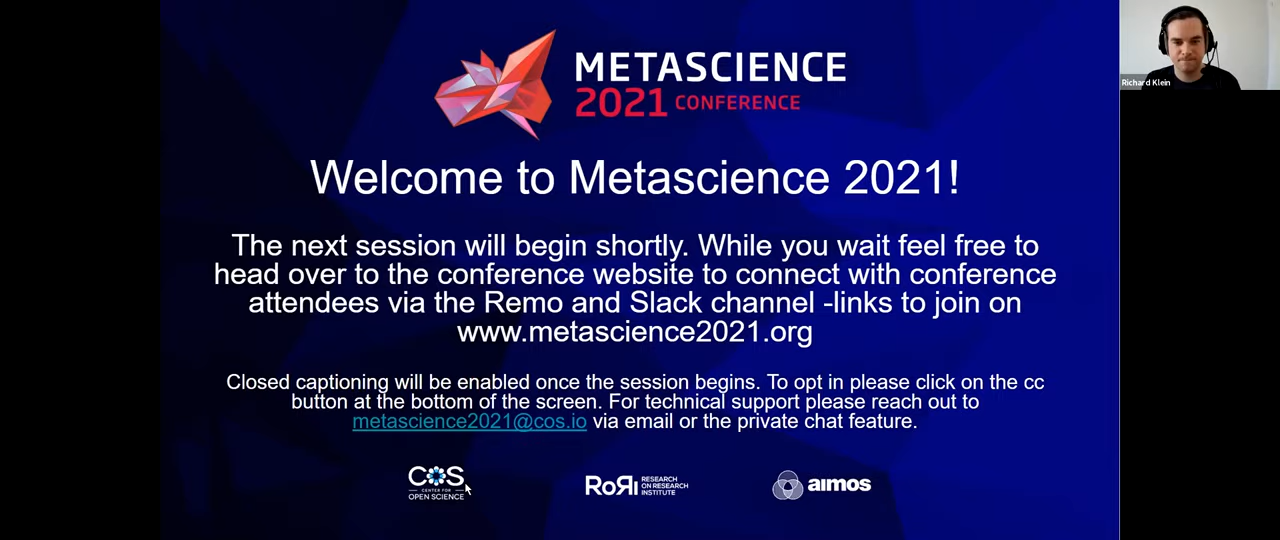 METASCIENCE
2021 CONFERENCE
Richard Klein
Welcome to Metascience 2021!
The next session will begin shortly. While you wait feel free to
head over to the conference website to connect with conference
attendees via the Remo and Slack channel -links to join on
www.metascience2021.org
Closed captioning will be enabled once the session begins. To opt in please click on the cc
button at the bottom of the screen. For technical support please reach out to
metascience2021@cos.io via email or the private chat feature.
COS
CENTER FOR
OPEN SCIENCE
RoRI
RESEARCH
ON RESEARCH
INSTITUTE
aimos